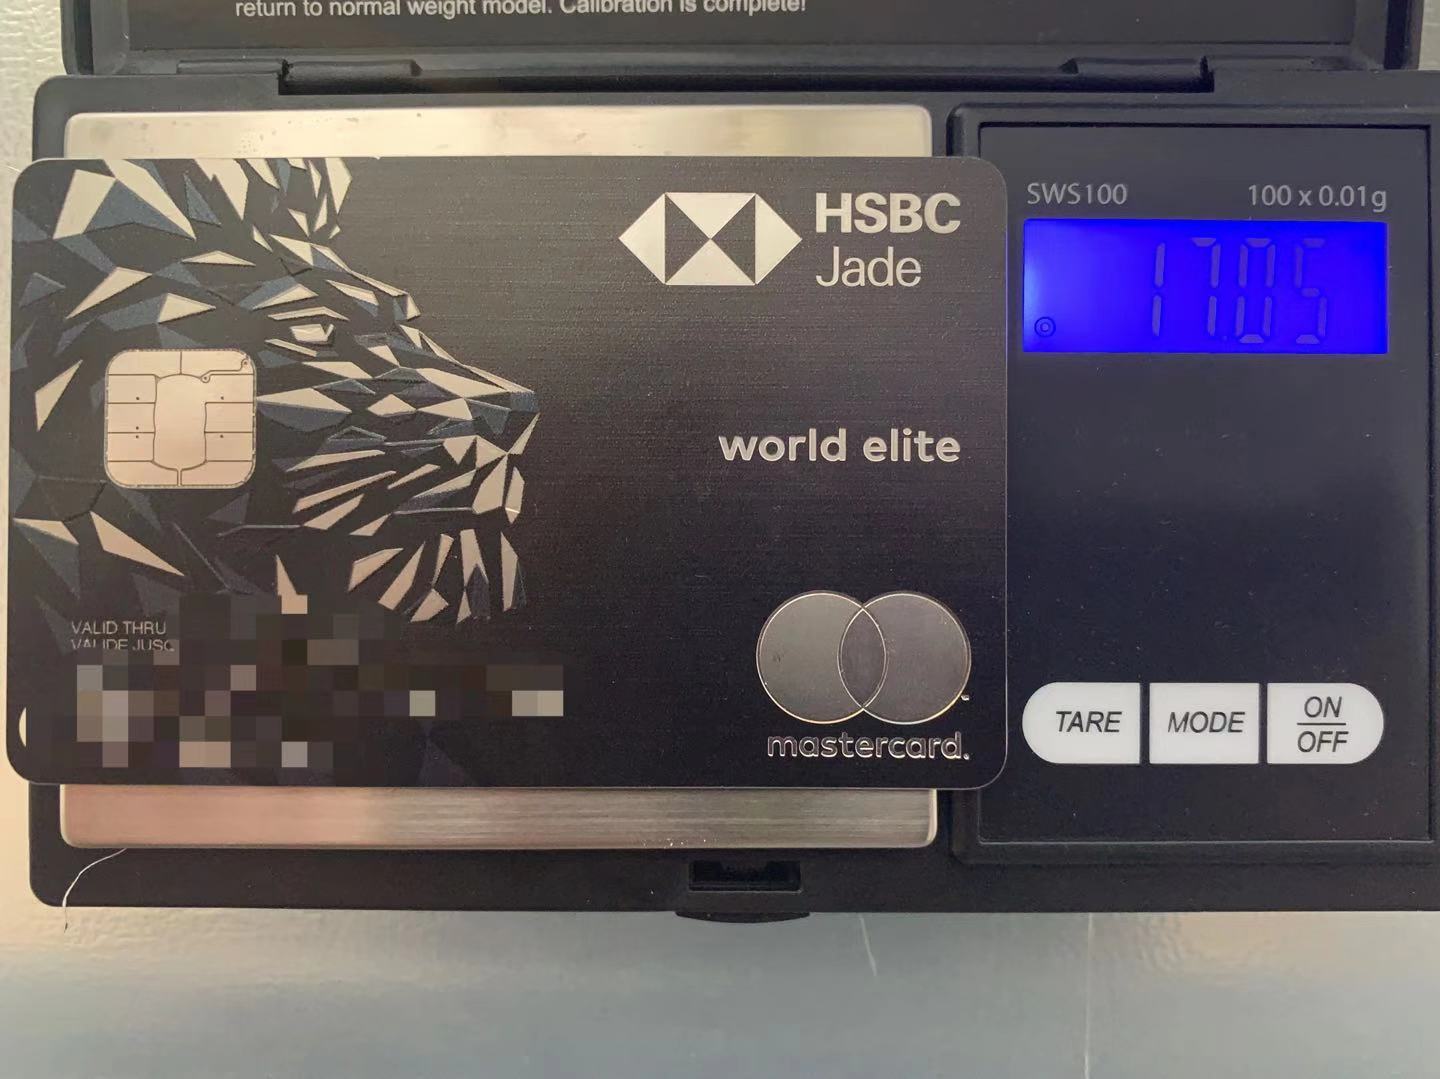 return to normal weight model. Calibration is complete!
HSBC
Jade
world elite
VALID THRU
VALIDE JUSQ
mastercard.
SWS100
100 x 0.01g
17.05
TARE
MODE
ON
OFF